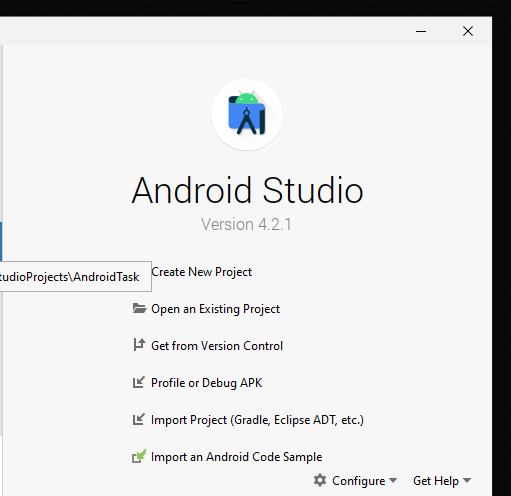 Android Studio
Version 4.2.1
tudioProjects\AndroidTask
Create New Project
Open an Existing Project
Get from Version Control
Profile or Debug APK
Import Project (Gradle, Eclipse ADT, etc.)
Import an Android Code Sample
Configure Get Help